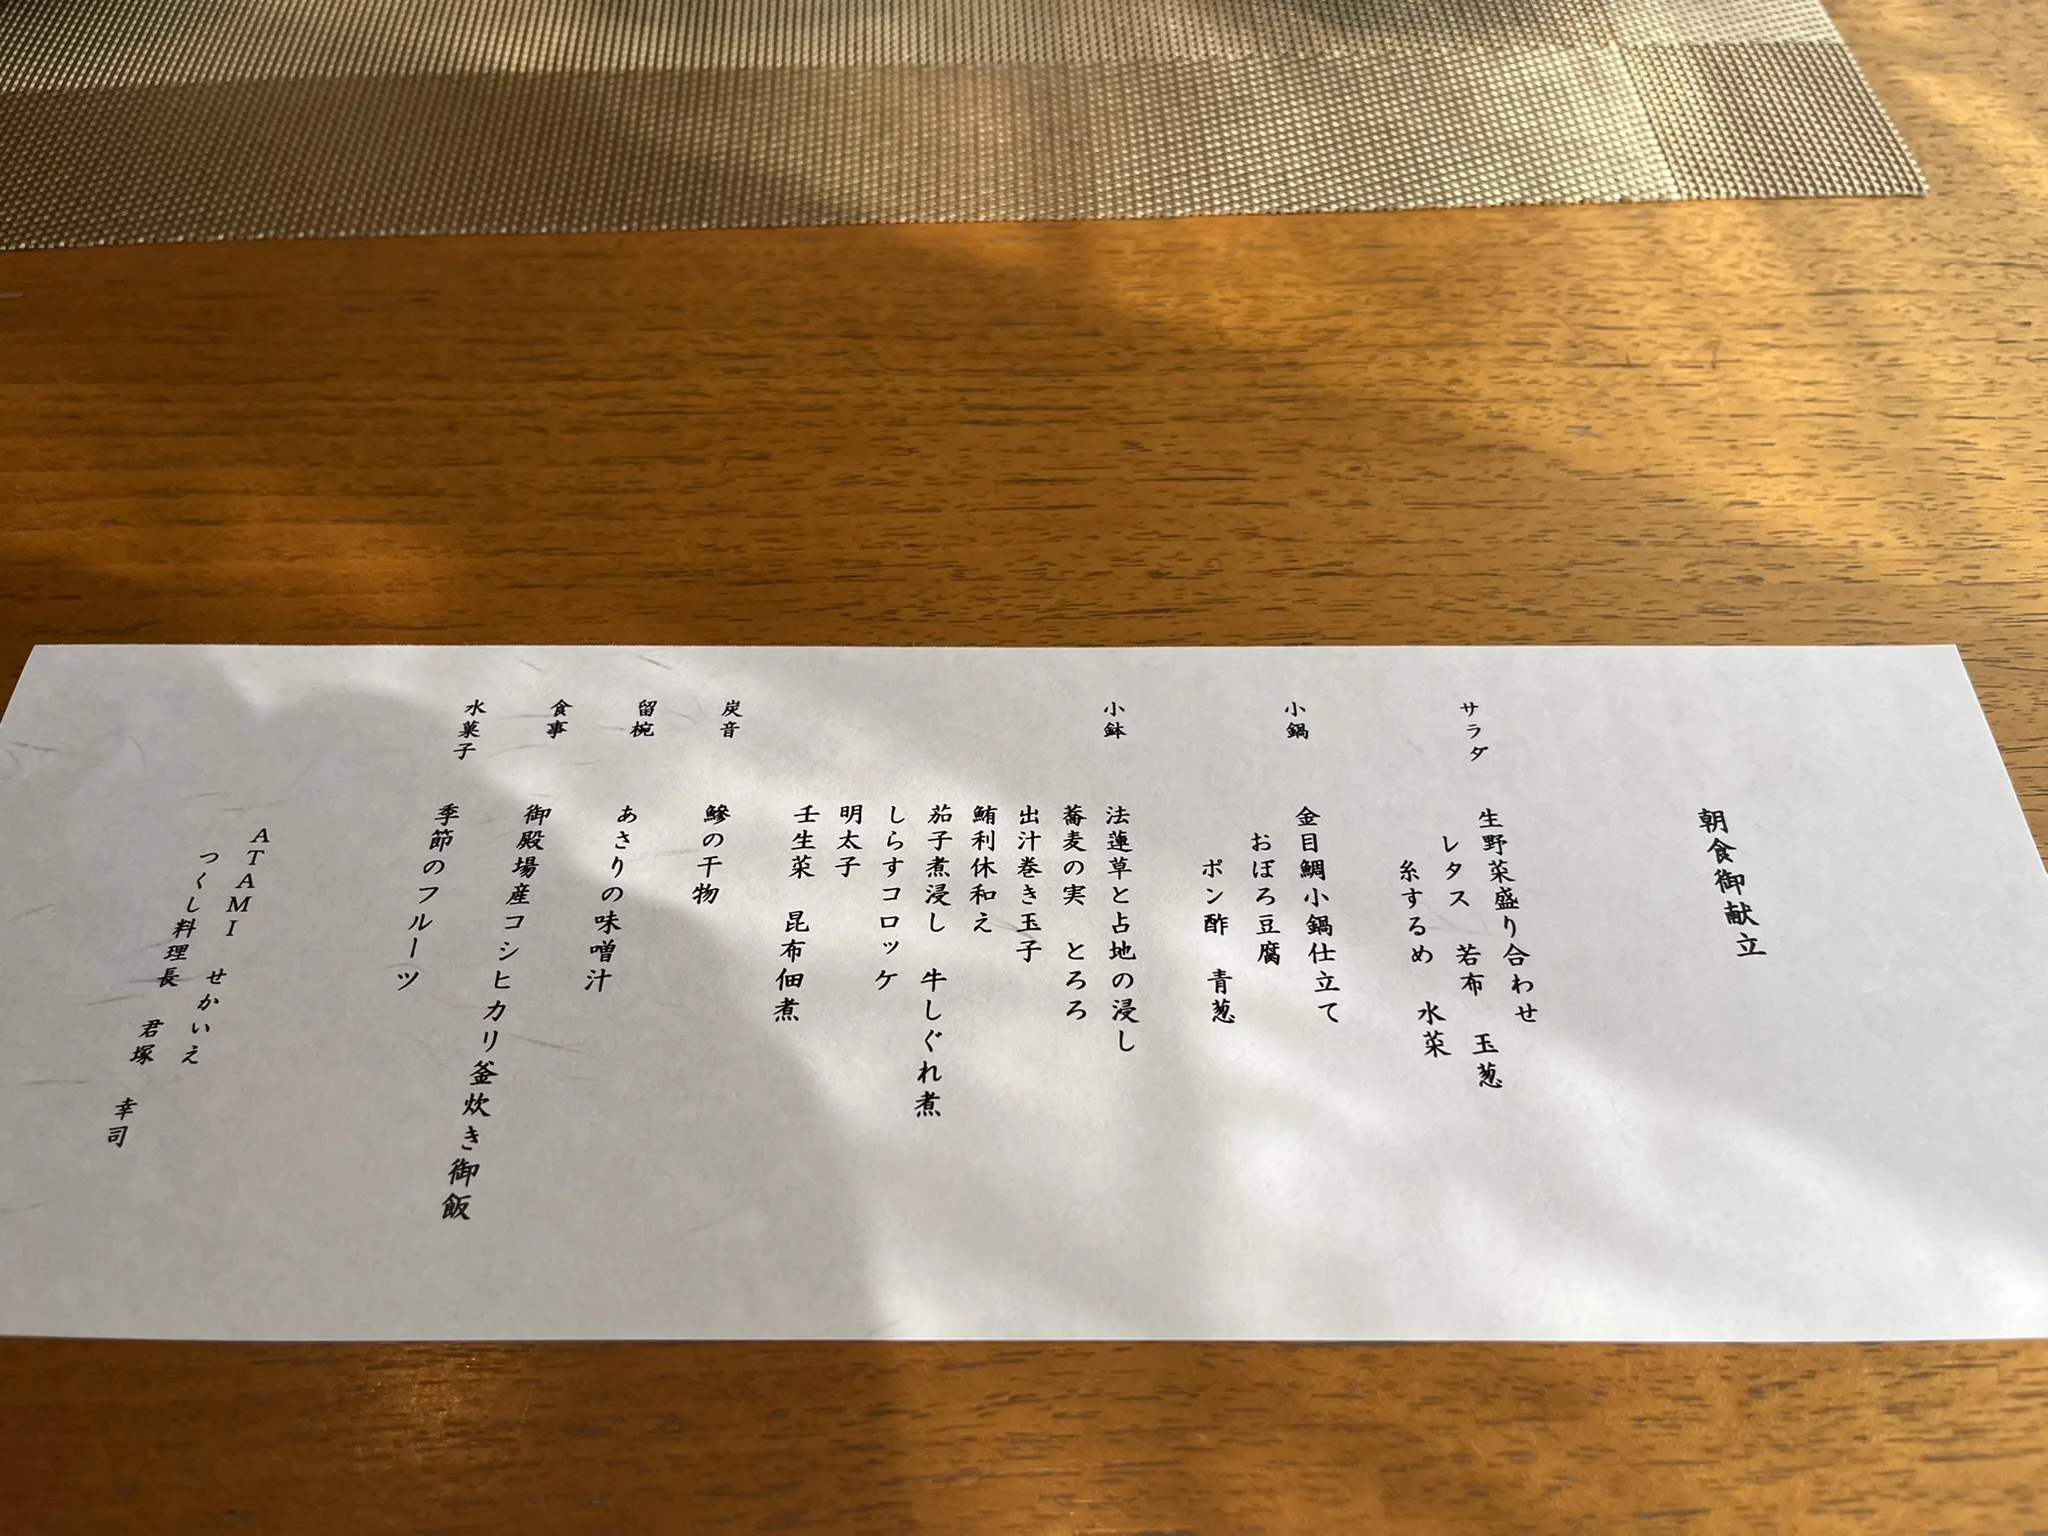 朝食御献立
サラダ 生野菜盛り合わせ
レタス 若布 玉葱
糸するめ 水菜
小鍋 金目鯛小鍋仕立て
おぼろ豆腐
ポン酢 青葱
小鉢 法蓮草と占地の浸し
蕎麦の実 とろろ
出汁巻き玉子
鮪利休和え
茄子煮浸し 牛しぐれ煮
しらすコロッケ
明太子
壬生菜 昆布佃煮
炭音 鯵の干物
留椀 あさりの味噌汁
食事 御殿場産コシヒカリ釜炊き御飯
水菓子 季節のフルーツ
ATAMI せかいえ
つくし料理長 君塚 幸司